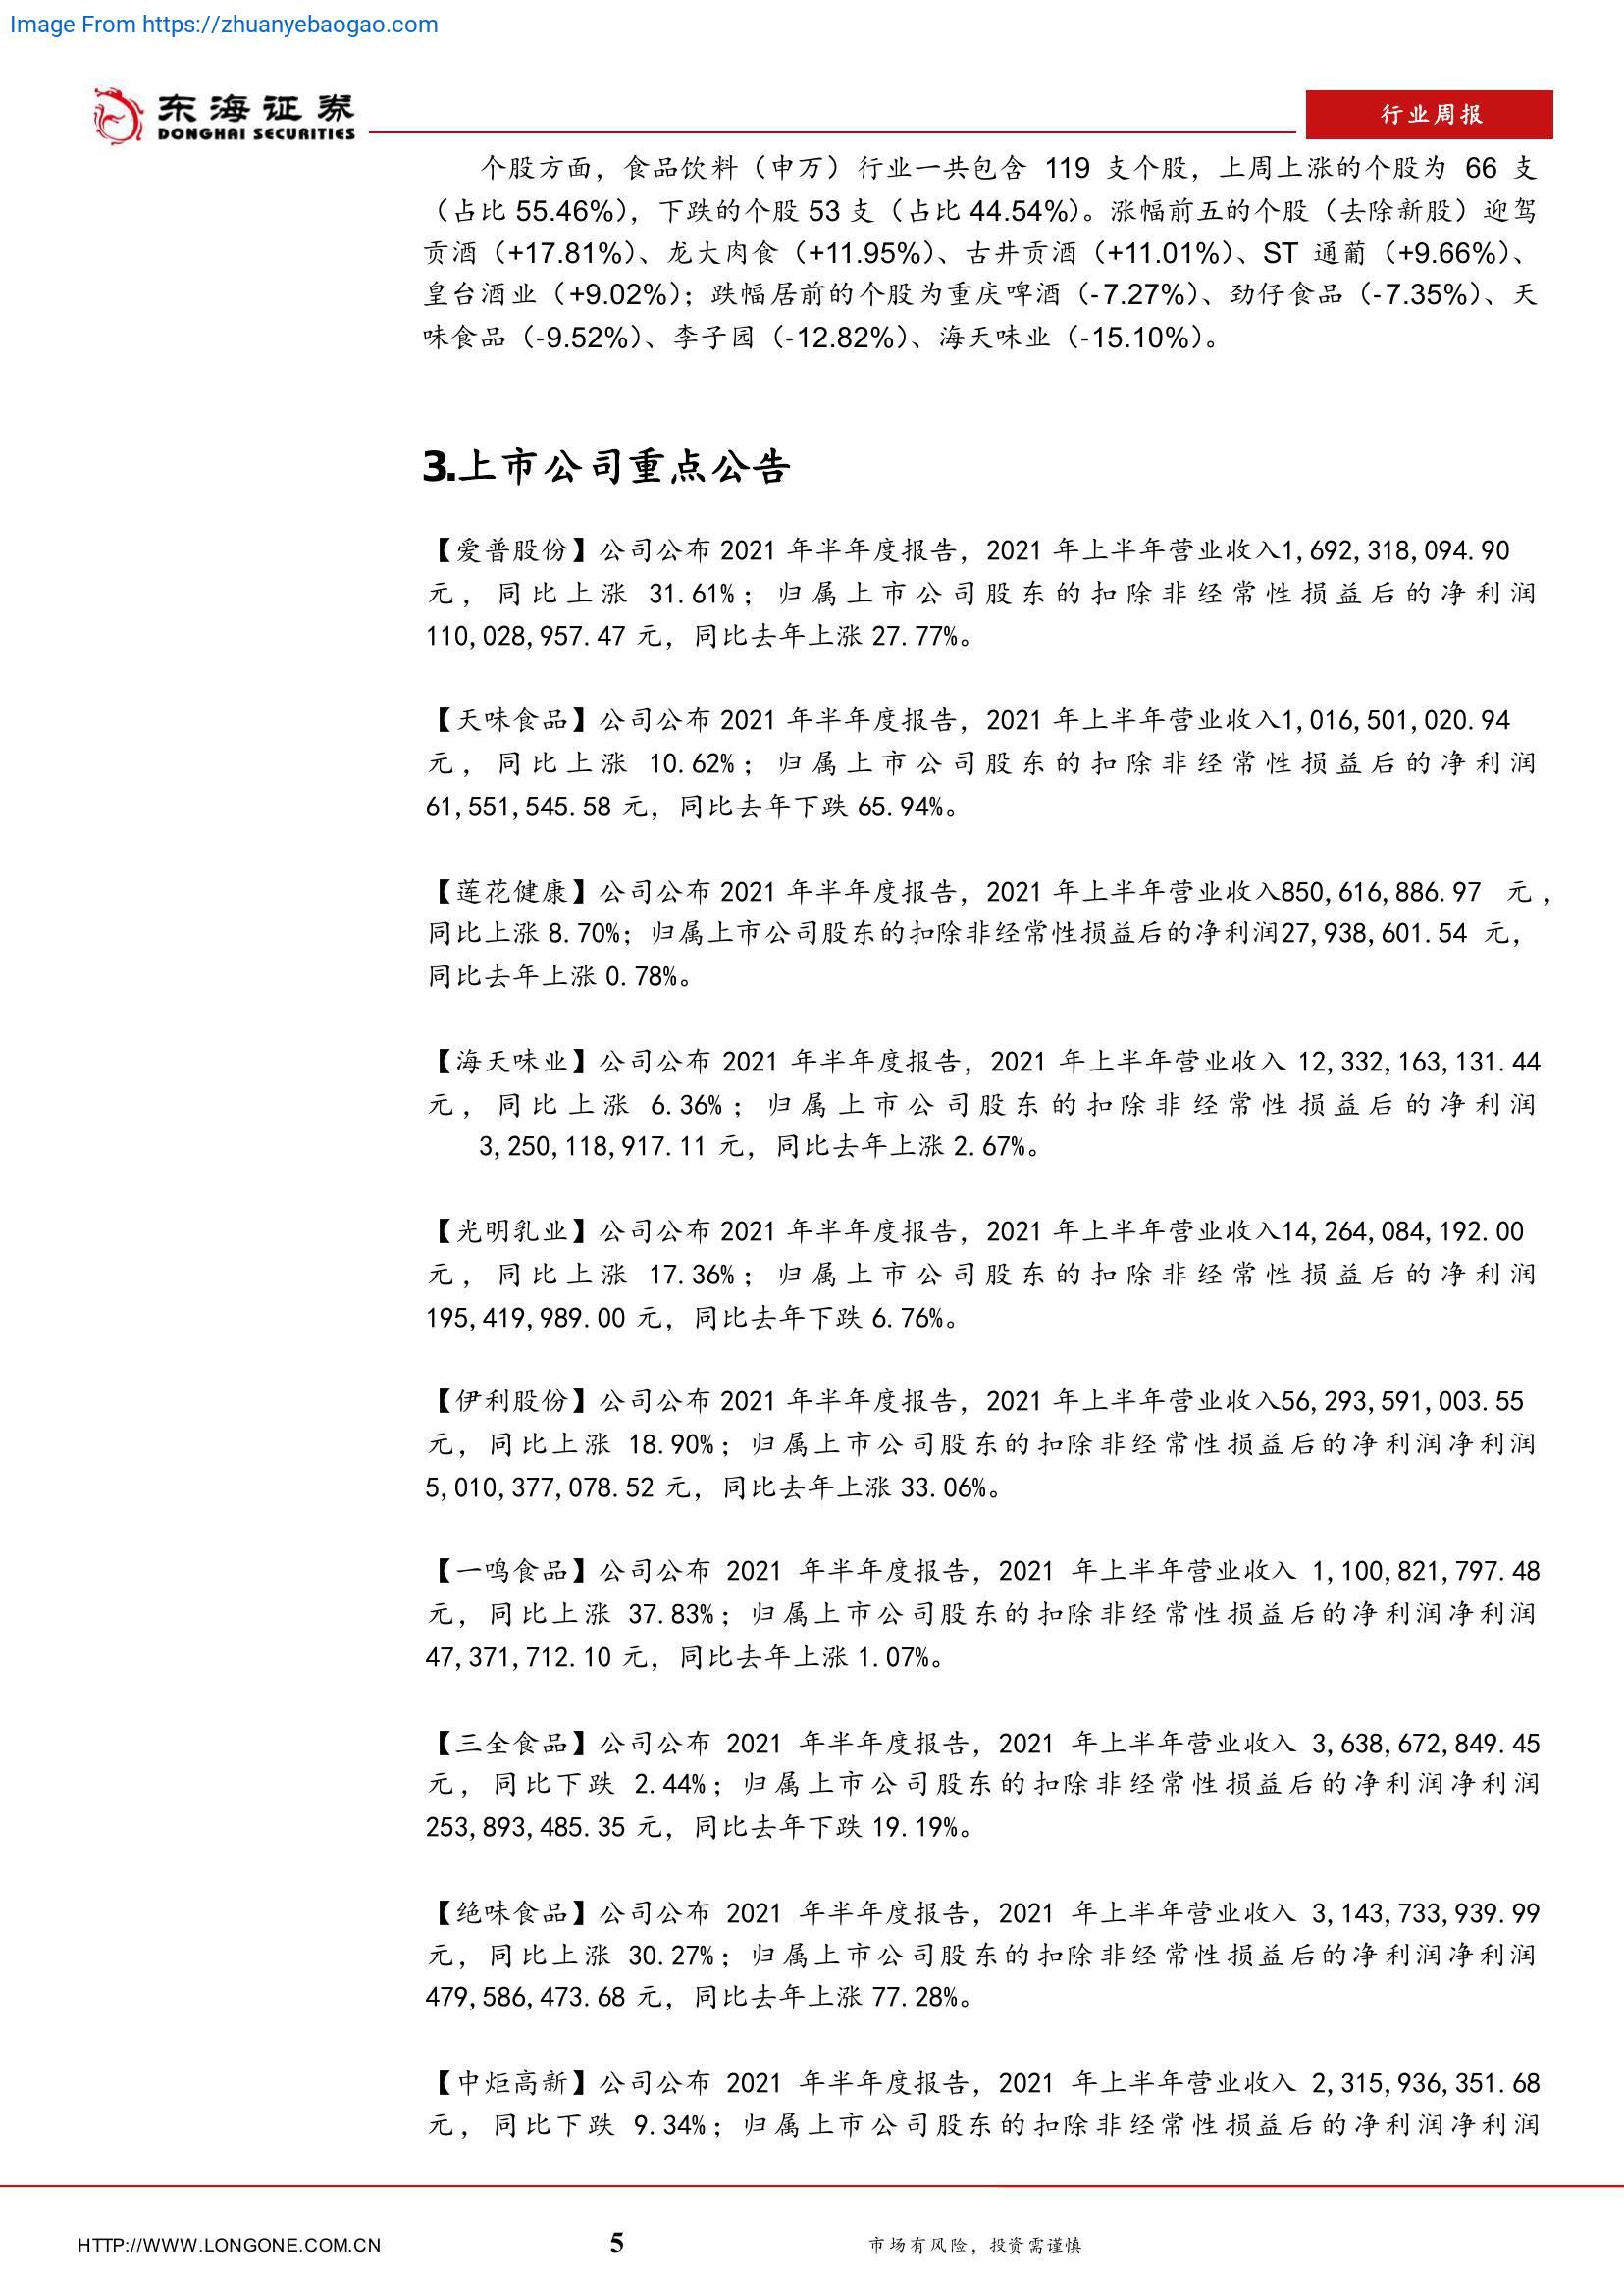 Image From https://zhuanyebaogao.com
东海证券
DONGHAI SECURITIES
行业周报
个股方面，食品饮料（申万）行业一共包含 119 支个股，上周上涨的个股为 66 支
（占比 55.46%），下跌的个股 53 支（占比 44.54%）。涨幅前五的个股（去除新股）迎驾
贡酒（+17.81%）、龙大肉食（+11.95%）、古井贡酒（+11.01%）、ST 通葡（+9.66%）、
皇台酒业（+9.02%）；跌幅居前的个股为重庆啤酒（-7.27%）、劲仔食品（-7.35%）、天
味食品（-9.52%）、李子园（-12.82%）、海天味业（-15.10%）。
3.上市公司重点公告
【爱普股份】公司公布 2021 年半年度报告，2021 年上半年营业收入1,692,318,094.90
元，同比上涨 31.61%；归属上市公司股东的扣除非经常性损益后的净利润
110,028,957.47 元，同比去年上涨 27.77%。
【天味食品】公司公布 2021 年半年度报告，2021 年上半年营业收入1,016,501,020.94
元，同比上涨 10.62%；归属上市公司股东的扣除非经常性损益后的净利润
61,551,545.58 元，同比去年下跌 65.94%。
【莲花健康】公司公布 2021 年半年度报告，2021 年上半年营业收入850,616,886.97 元，
同比上涨 8.70%；归属上市公司股东的扣除非经常性损益后的净利润27,938,601.54 元，
同比去年上涨 0.78%。
【海天味业】公司公布 2021 年半年度报告，2021 年上半年营业收入 12,332,163,131.44
元，同比上涨 6.36%；归属上市公司股东的扣除非经常性损益后的净利润
3,250,118,917.11 元，同比去年上涨 2.67%。
【光明乳业】公司公布 2021 年半年度报告，2021 年上半年营业收入14,264,084,192.00
元，同比上涨 17.36%；归属上市公司股东的扣除非经常性损益后的净利润
195,419,989.00 元，同比去年下跌 6.76%。
【伊利股份】公司公布 2021 年半年度报告，2021 年上半年营业收入56,293,591,003.55
元，同比上涨 18.90%；归属上市公司股东的扣除非经常性损益后的净利润净利润
5,010,377,078.52 元，同比去年上涨 33.06%。
【一鸣食品】公司公布 2021 年半年度报告，2021 年上半年营业收入 1,100,821,797.48
元，同比上涨 37.83%；归属上市公司股东的扣除非经常性损益后的净利润净利润
47,371,712.10 元，同比去年上涨 1.07%。
【三全食品】公司公布 2021 年半年度报告，2021 年上半年营业收入 3,638,672,849.45
元，同比下跌 2.44%；归属上市公司股东的扣除非经常性损益后的净利润净利润
253,893,485.35 元，同比去年下跌 19.19%。
【绝味食品】公司公布 2021 年半年度报告，2021 年上半年营业收入 3,143,733,939.99
元，同比上涨 30.27%；归属上市公司股东的扣除非经常性损益后的净利润净利润
479,586,473.68 元，同比去年上涨 77.28%。
【中炬高新】公司公布 2021 年半年度报告，2021 年上半年营业收入 2,315,936,351.68
元，同比下跌 9.34%；归属上市公司股东的扣除非经常性损益后的净利润净利润
HTTP://WWW.LONGONE.COM.CN
5
市场有风险，投资需谨慎